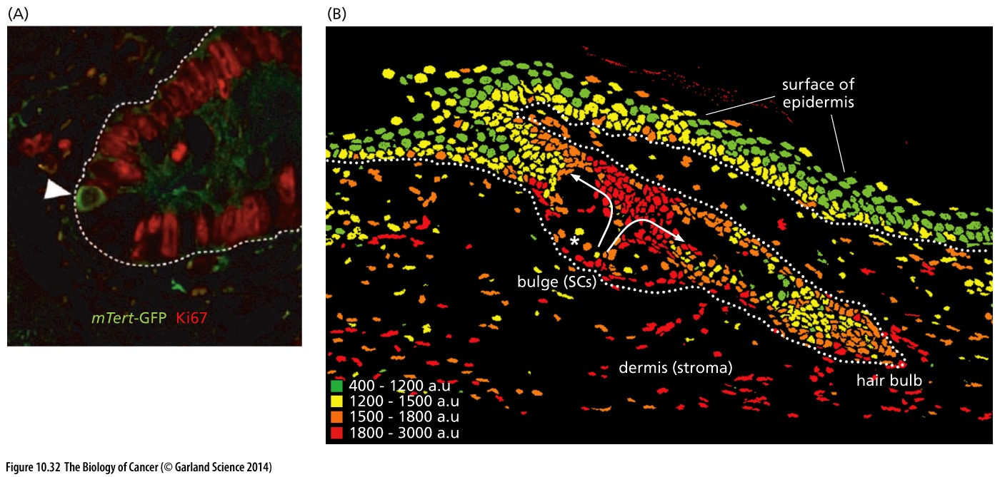 (A)
(B)
surface of
epidermis
*
bulge (SCs)
mTert-GFP Ki67
dermis (stroma)
hair bulb
400 - 1200 a.u
1200 - 1500 a.u
1500 - 1800 a.u
1800 - 3000 a.u
Figure 10.32 The Biology of Cancer (© Garland Science 2014)